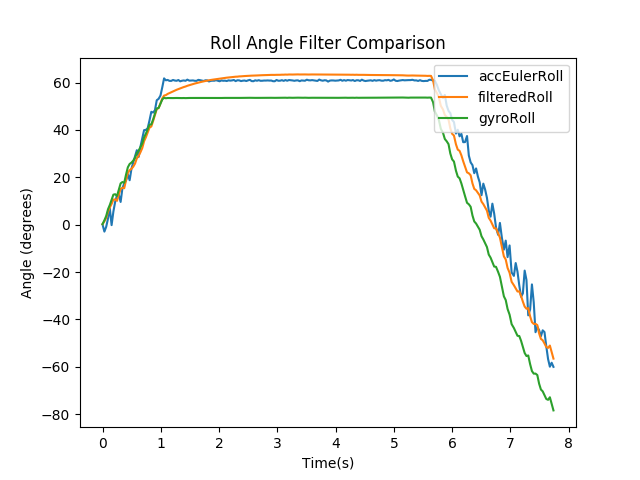 Roll Angle Filter Comparison
accEulerRoll
filteredRoll
gyroRoll
Angle (degrees)
60
40
20
0
−20
−40
−60
−80
0 1 2 3 4 5 6 7 8
Time(s)